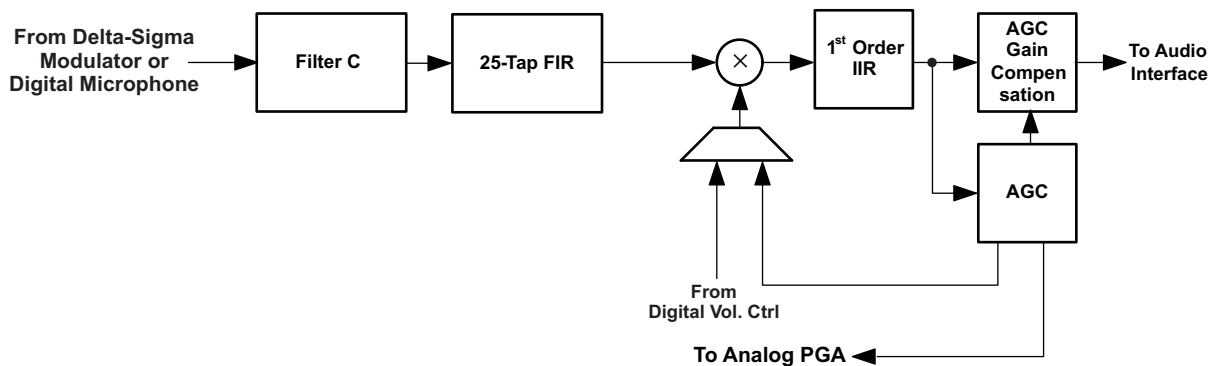 From Delta-Sigma
Modulator or
Digital Microphone
Filter C
25-Tap FIR
×
1st Order
IIR
AGC
Gain
Compen
sation
To Audio
Interface
AGC
From
Digital Vol. Ctrl
To Analog PGA